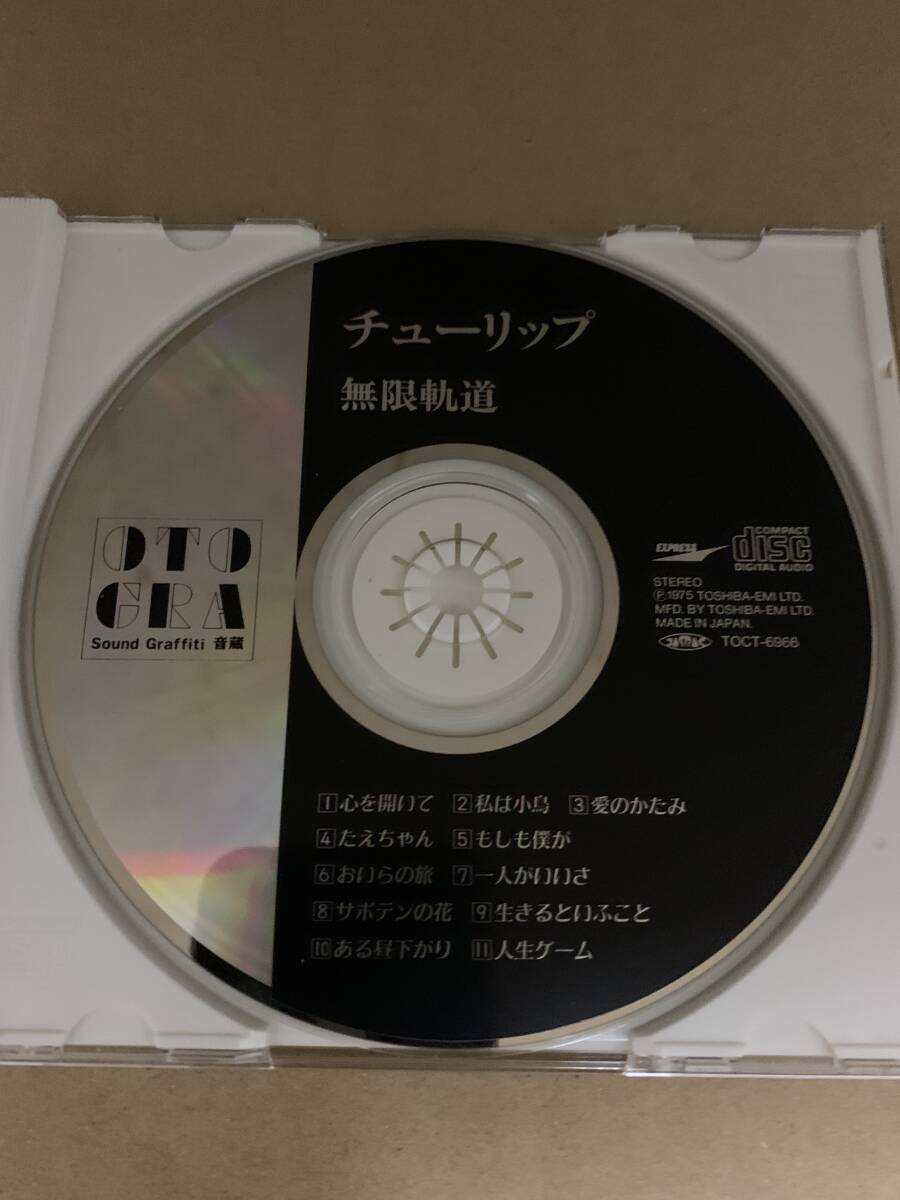 チューリップ
無限軌道
OTO
GRA
Sound Graffiti 音蔵
EXPRESS
COMPACT
disc
DIGITAL AUDIO
STEREO
Ⓟ1975 TOSHIBA-EMI LTD.
MFD. BY TOSHIBA-EMI LTD.
MADE IN JAPAN.
JASRAC TOCT-6966
1 心を開いて 2 私は小鳥 3 愛のかたみ
4 たえちゃん 5 もしも僕が
6 おいらの旅 7 一人がいいさ
8 サボテンの花 9 生きるといふこと
10 ある昼下がり 11 人生ゲーム